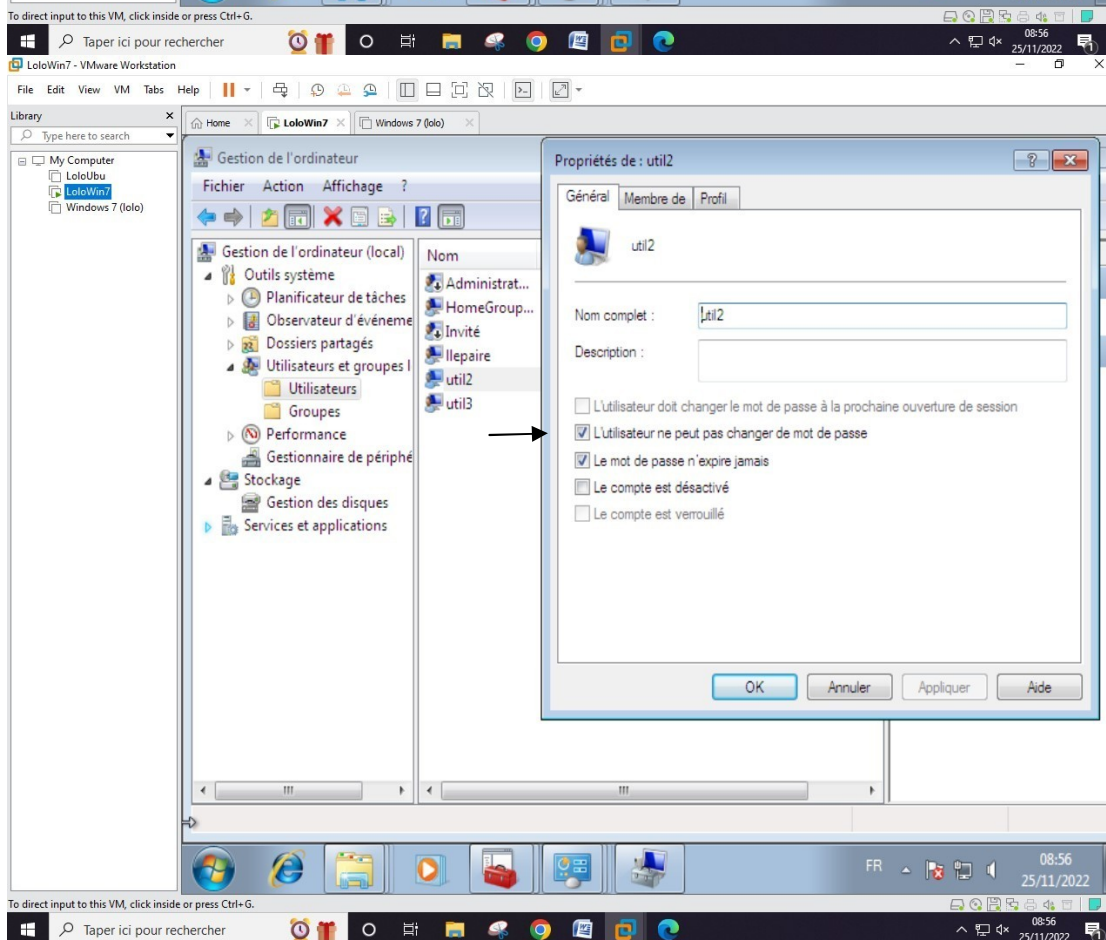 To direct input to this VM, click inside or press Ctrl+G.
Taper ici pour rechercher
08:56
25/11/2022
LoloWin7 - VMware Workstation
File Edit View VM Tabs Help
Library
Home
LoloWin7
Windows 7 (lolo)
Type here to search
My Computer
LoloUbu
LoloWin7
Windows 7 (lolo)
Gestion de l'ordinateur
Fichier Action Affichage ?
Gestion de l'ordinateur (local)
Outils système
Planificateur de tâches
Observateur d'événeme
Dossiers partagés
Utilisateurs et groupes l
Utilisateurs
Groupes
Performance
Gestionnaire de périphé
Stockage
Gestion des disques
Services et applications
Nom
Administrat...
HomeGroup...
Invité
llepaire
util2
util3
Propriétés de : util2
Général Membre de Profil
util2
Nom complet : util2
Description :
L'utilisateur doit changer le mot de passe à la prochaine ouverture de session
L'utilisateur ne peut pas changer de mot de passe
Le mot de passe n'expire jamais
Le compte est désactivé
Le compte est verrouillé
OK Annuler Appliquer Aide
FR
08:56
25/11/2022
To direct input to this VM, click inside or press Ctrl+G.
Taper ici pour rechercher
08:56
25/11/2022